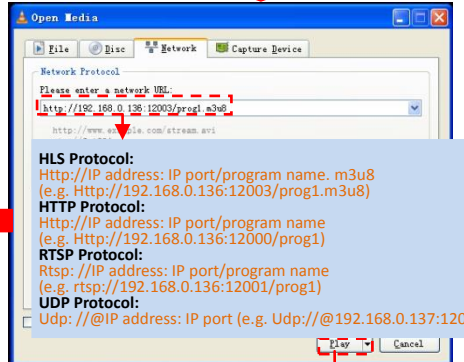 Open Media
File Disc Network Capture Device
Network Protocol
Please enter a network URL:
http://192.168.0.136:12003/prog1.m3u8
http://www.example.com/stream.avi
HLS Protocol:
Http://IP address: IP port/program name. m3u8
(e.g. Http://192.168.0.136:12003/prog1.m3u8)
HTTP Protocol:
Http://IP address: IP port/program name
(e.g. Http://192.168.0.136:12000/prog1)
RTSP Protocol:
Rtsp: //IP address: IP port/program name
(e.g. rtsp://192.168.0.136:12001/prog1)
UDP Protocol:
Udp: //@IP address: IP port (e.g. Udp://@192.168.0.137:120
Play Cancel